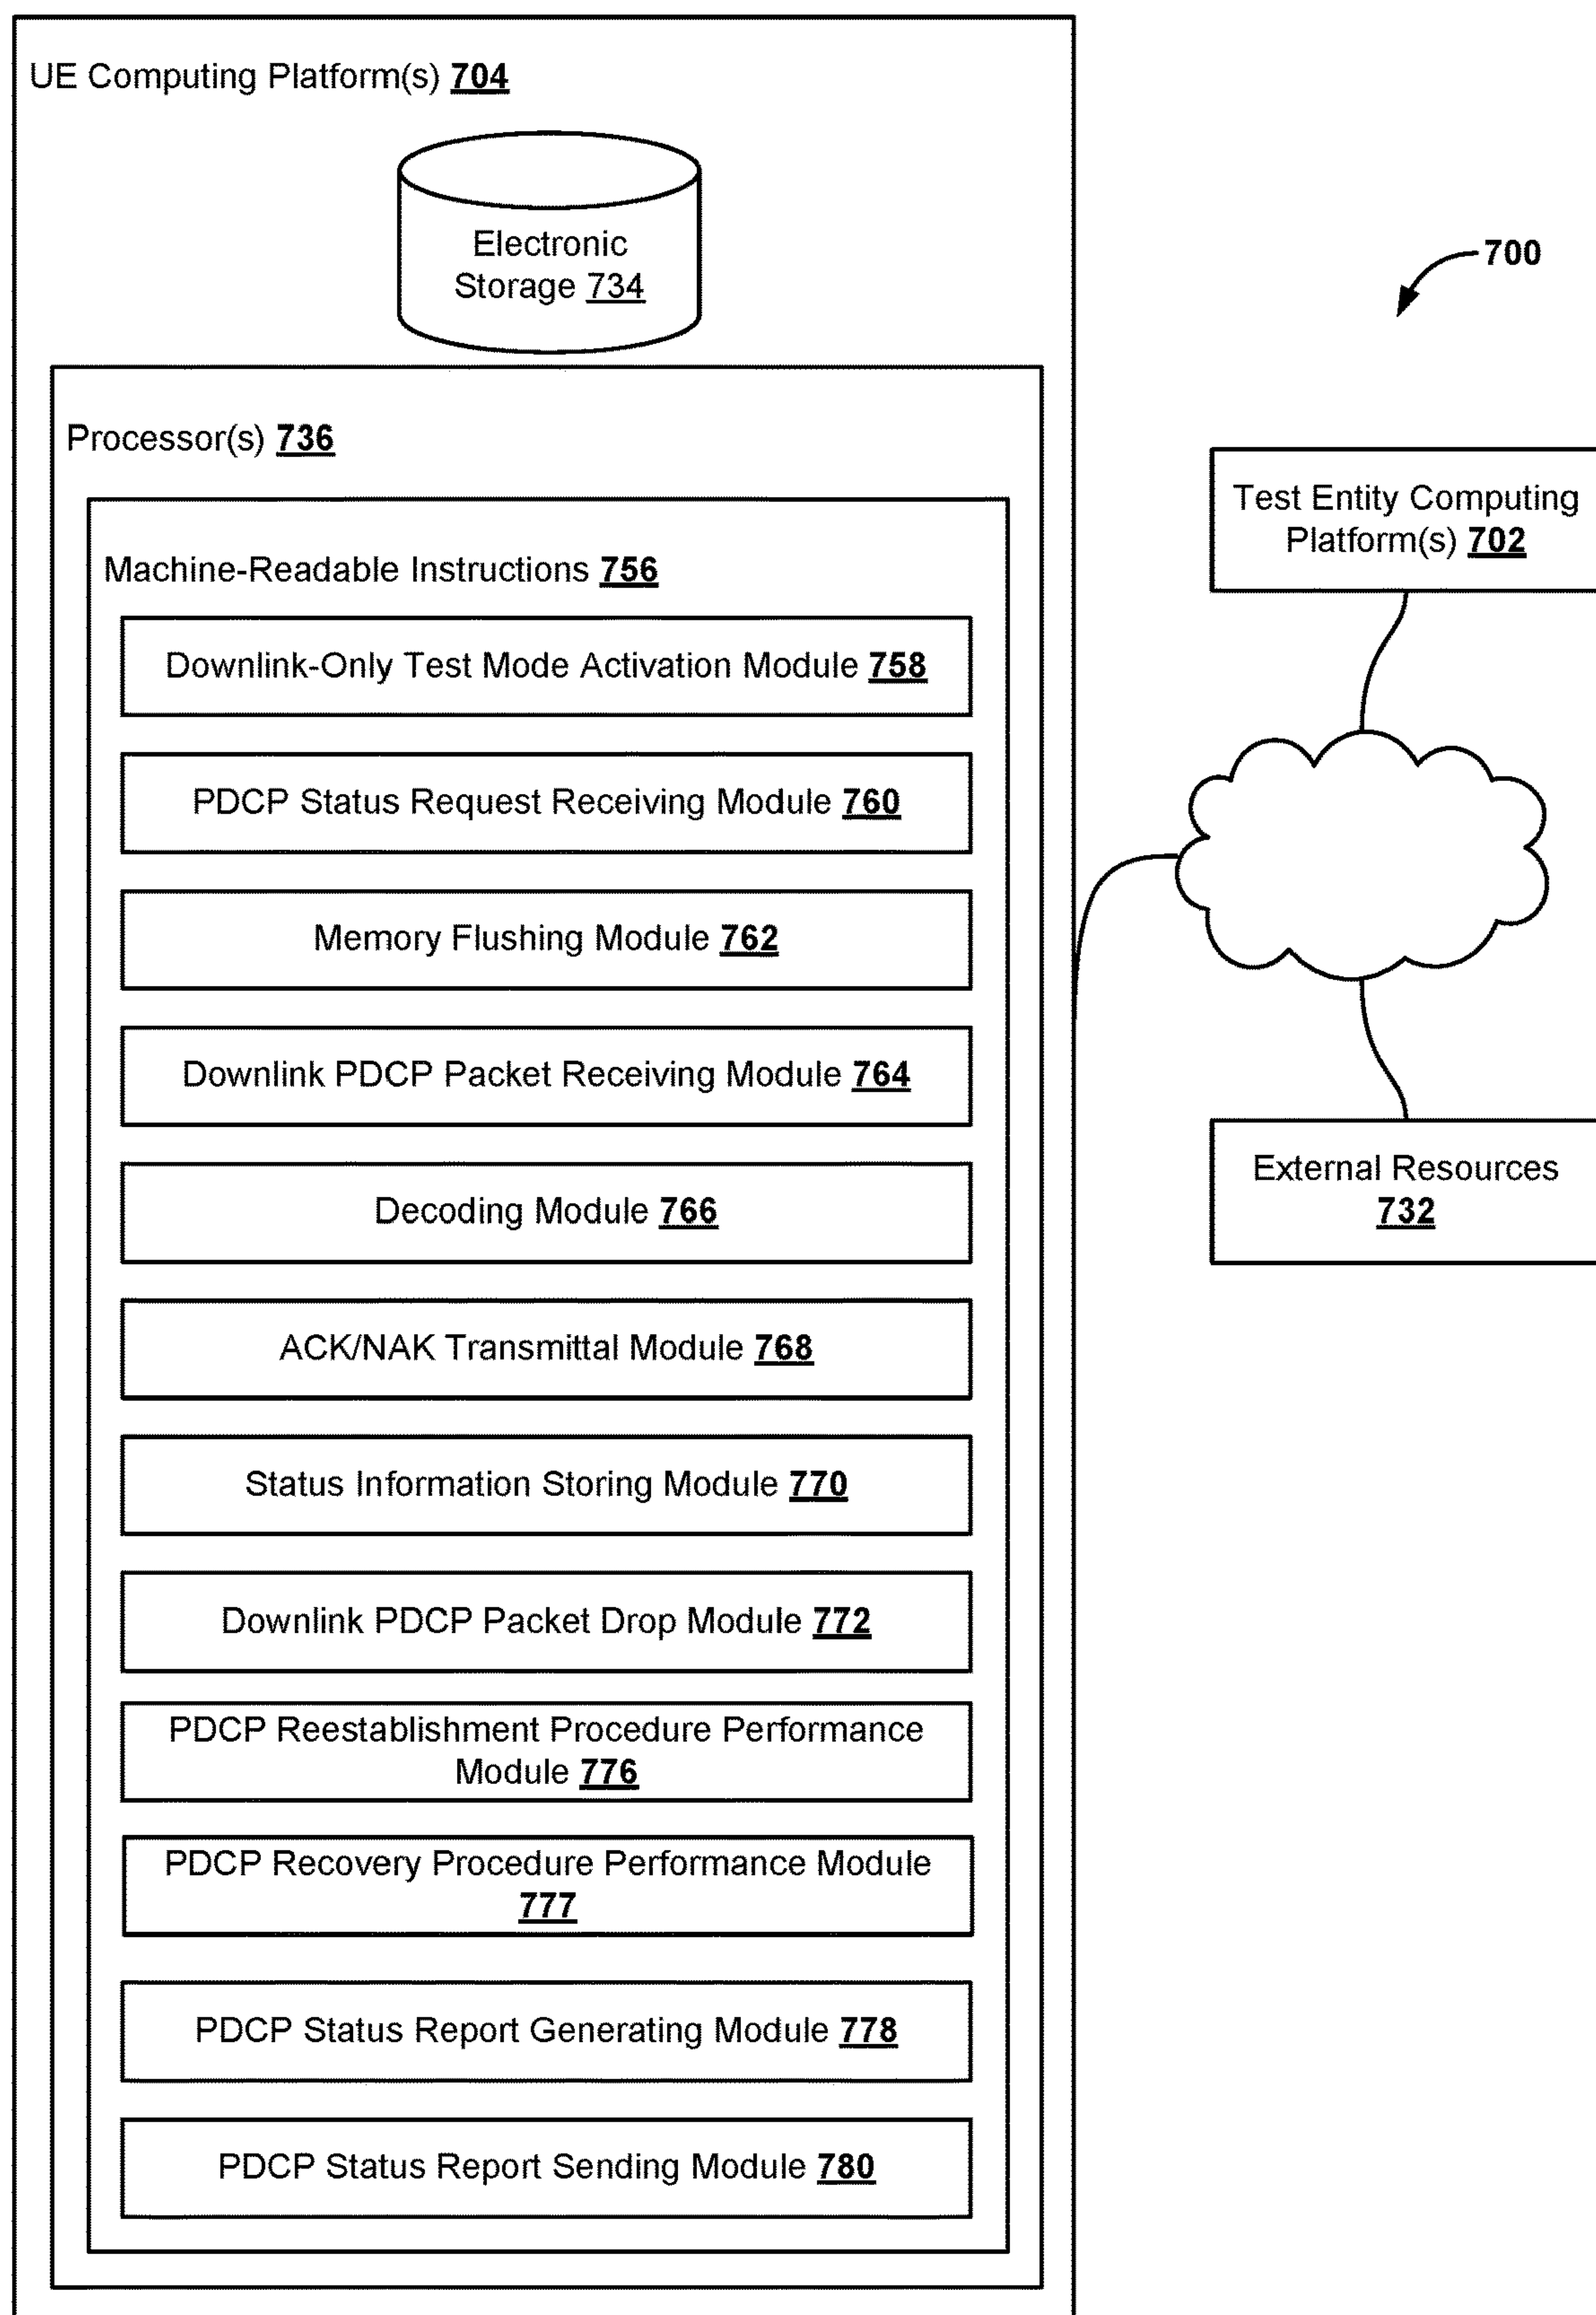 UE Computing Platform(s) 704
Electronic
Storage 734
Processor(s) 736
Machine-Readable Instructions 756
Downlink-Only Test Mode Activation Module 758
PDCP Status Request Receiving Module 760
Memory Flushing Module 762
Downlink PDCP Packet Receiving Module 764
Decoding Module 766
ACK/NAK Transmittal Module 768
Status Information Storing Module 770
Downlink PDCP Packet Drop Module 772
PDCP Reestablishment Procedure Performance
Module 776
PDCP Recovery Procedure Performance Module
777
PDCP Status Report Generating Module 778
PDCP Status Report Sending Module 780
700
Test Entity Computing
Platform(s) 702
External Resources
732